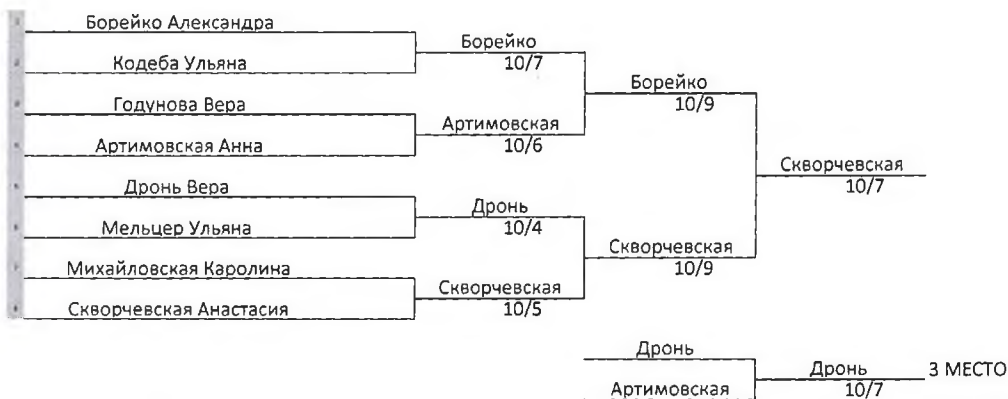 Борейко Александра
Кодеба Ульяна
Годунова Вера
Артимовская Анна
Дронь Вера
Мельцер Ульяна
Михайловская Каролина
Скворчевская Анастасия
Борейко
10/7
Артимовская
10/6
Дронь
10/4
Скворчевская
10/5
Борейко
10/9
Скворчевская
10/9
Скворчевская
10/7
Дронь
Артимовская
Дронь
10/7
3 МЕСТО